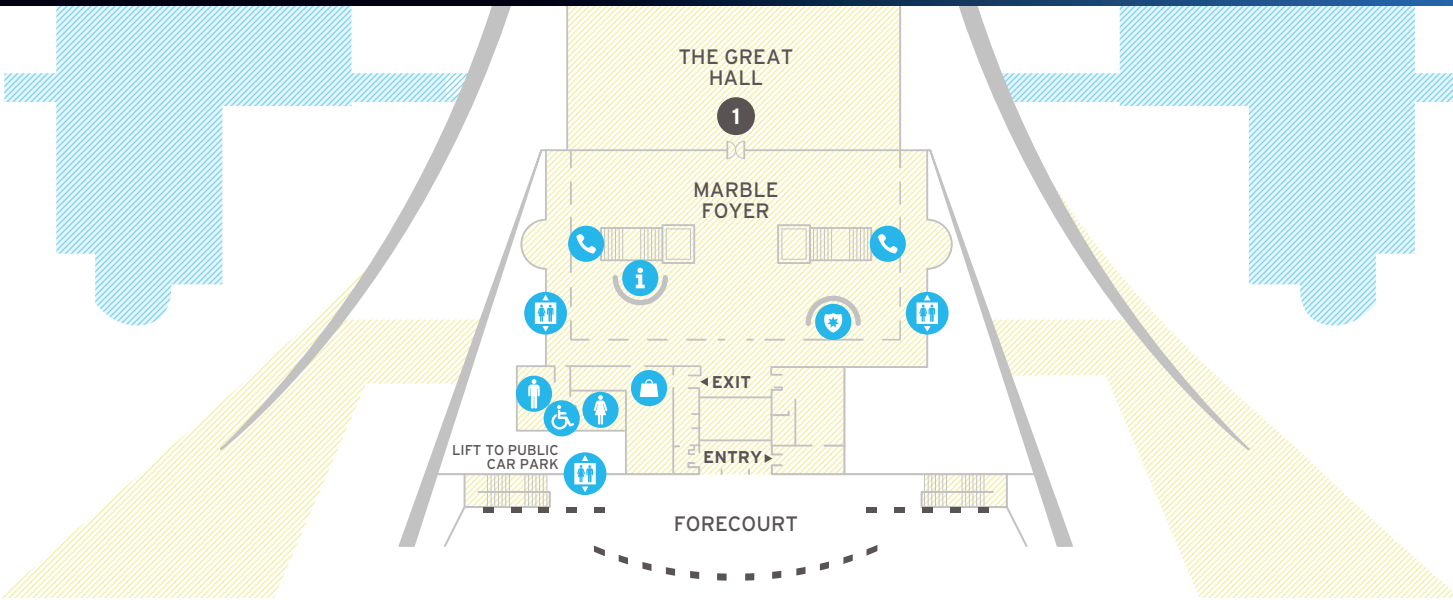 THE GREAT
HALL
1
MARBLE
FOYER
i
EXIT
LIFT TO PUBLIC
CAR PARK
ENTRY
FORECOURT